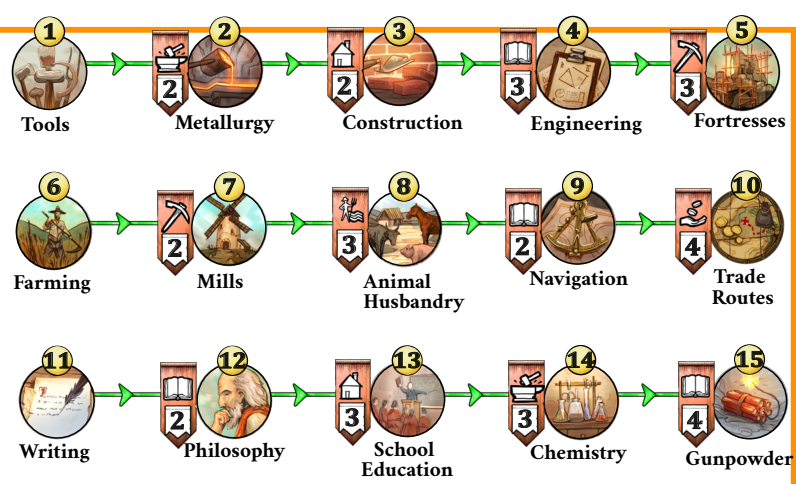 1 2 3 4 5
2 2 3 3
Tools Metallurgy Construction Engineering Fortresses
6 7 8 9 10
2 3 2 4
Farming Mills Animal Navigation Trade
Husbandry Routes
11 12 13 14 15
2 3 3 4
Writing Philosophy School Chemistry Gunpowder
Education